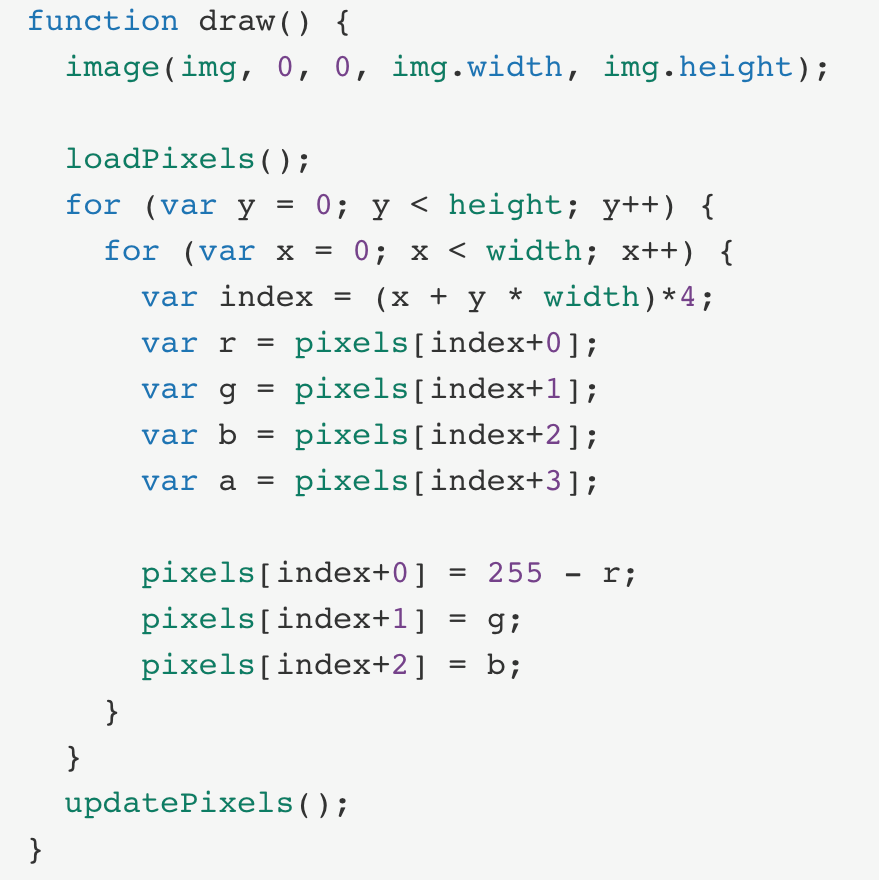 function draw() {
  image(img, 0, 0, img.width, img.height);

  loadPixels();
  for (var y = 0; y < height; y++) {
    for (var x = 0; x < width; x++) {
      var index = (x + y * width)*4;
      var r = pixels[index+0];
      var g = pixels[index+1];
      var b = pixels[index+2];
      var a = pixels[index+3];

      pixels[index+0] = 255 - r;
      pixels[index+1] = g;
      pixels[index+2] = b;
    }
  }
  updatePixels();
}